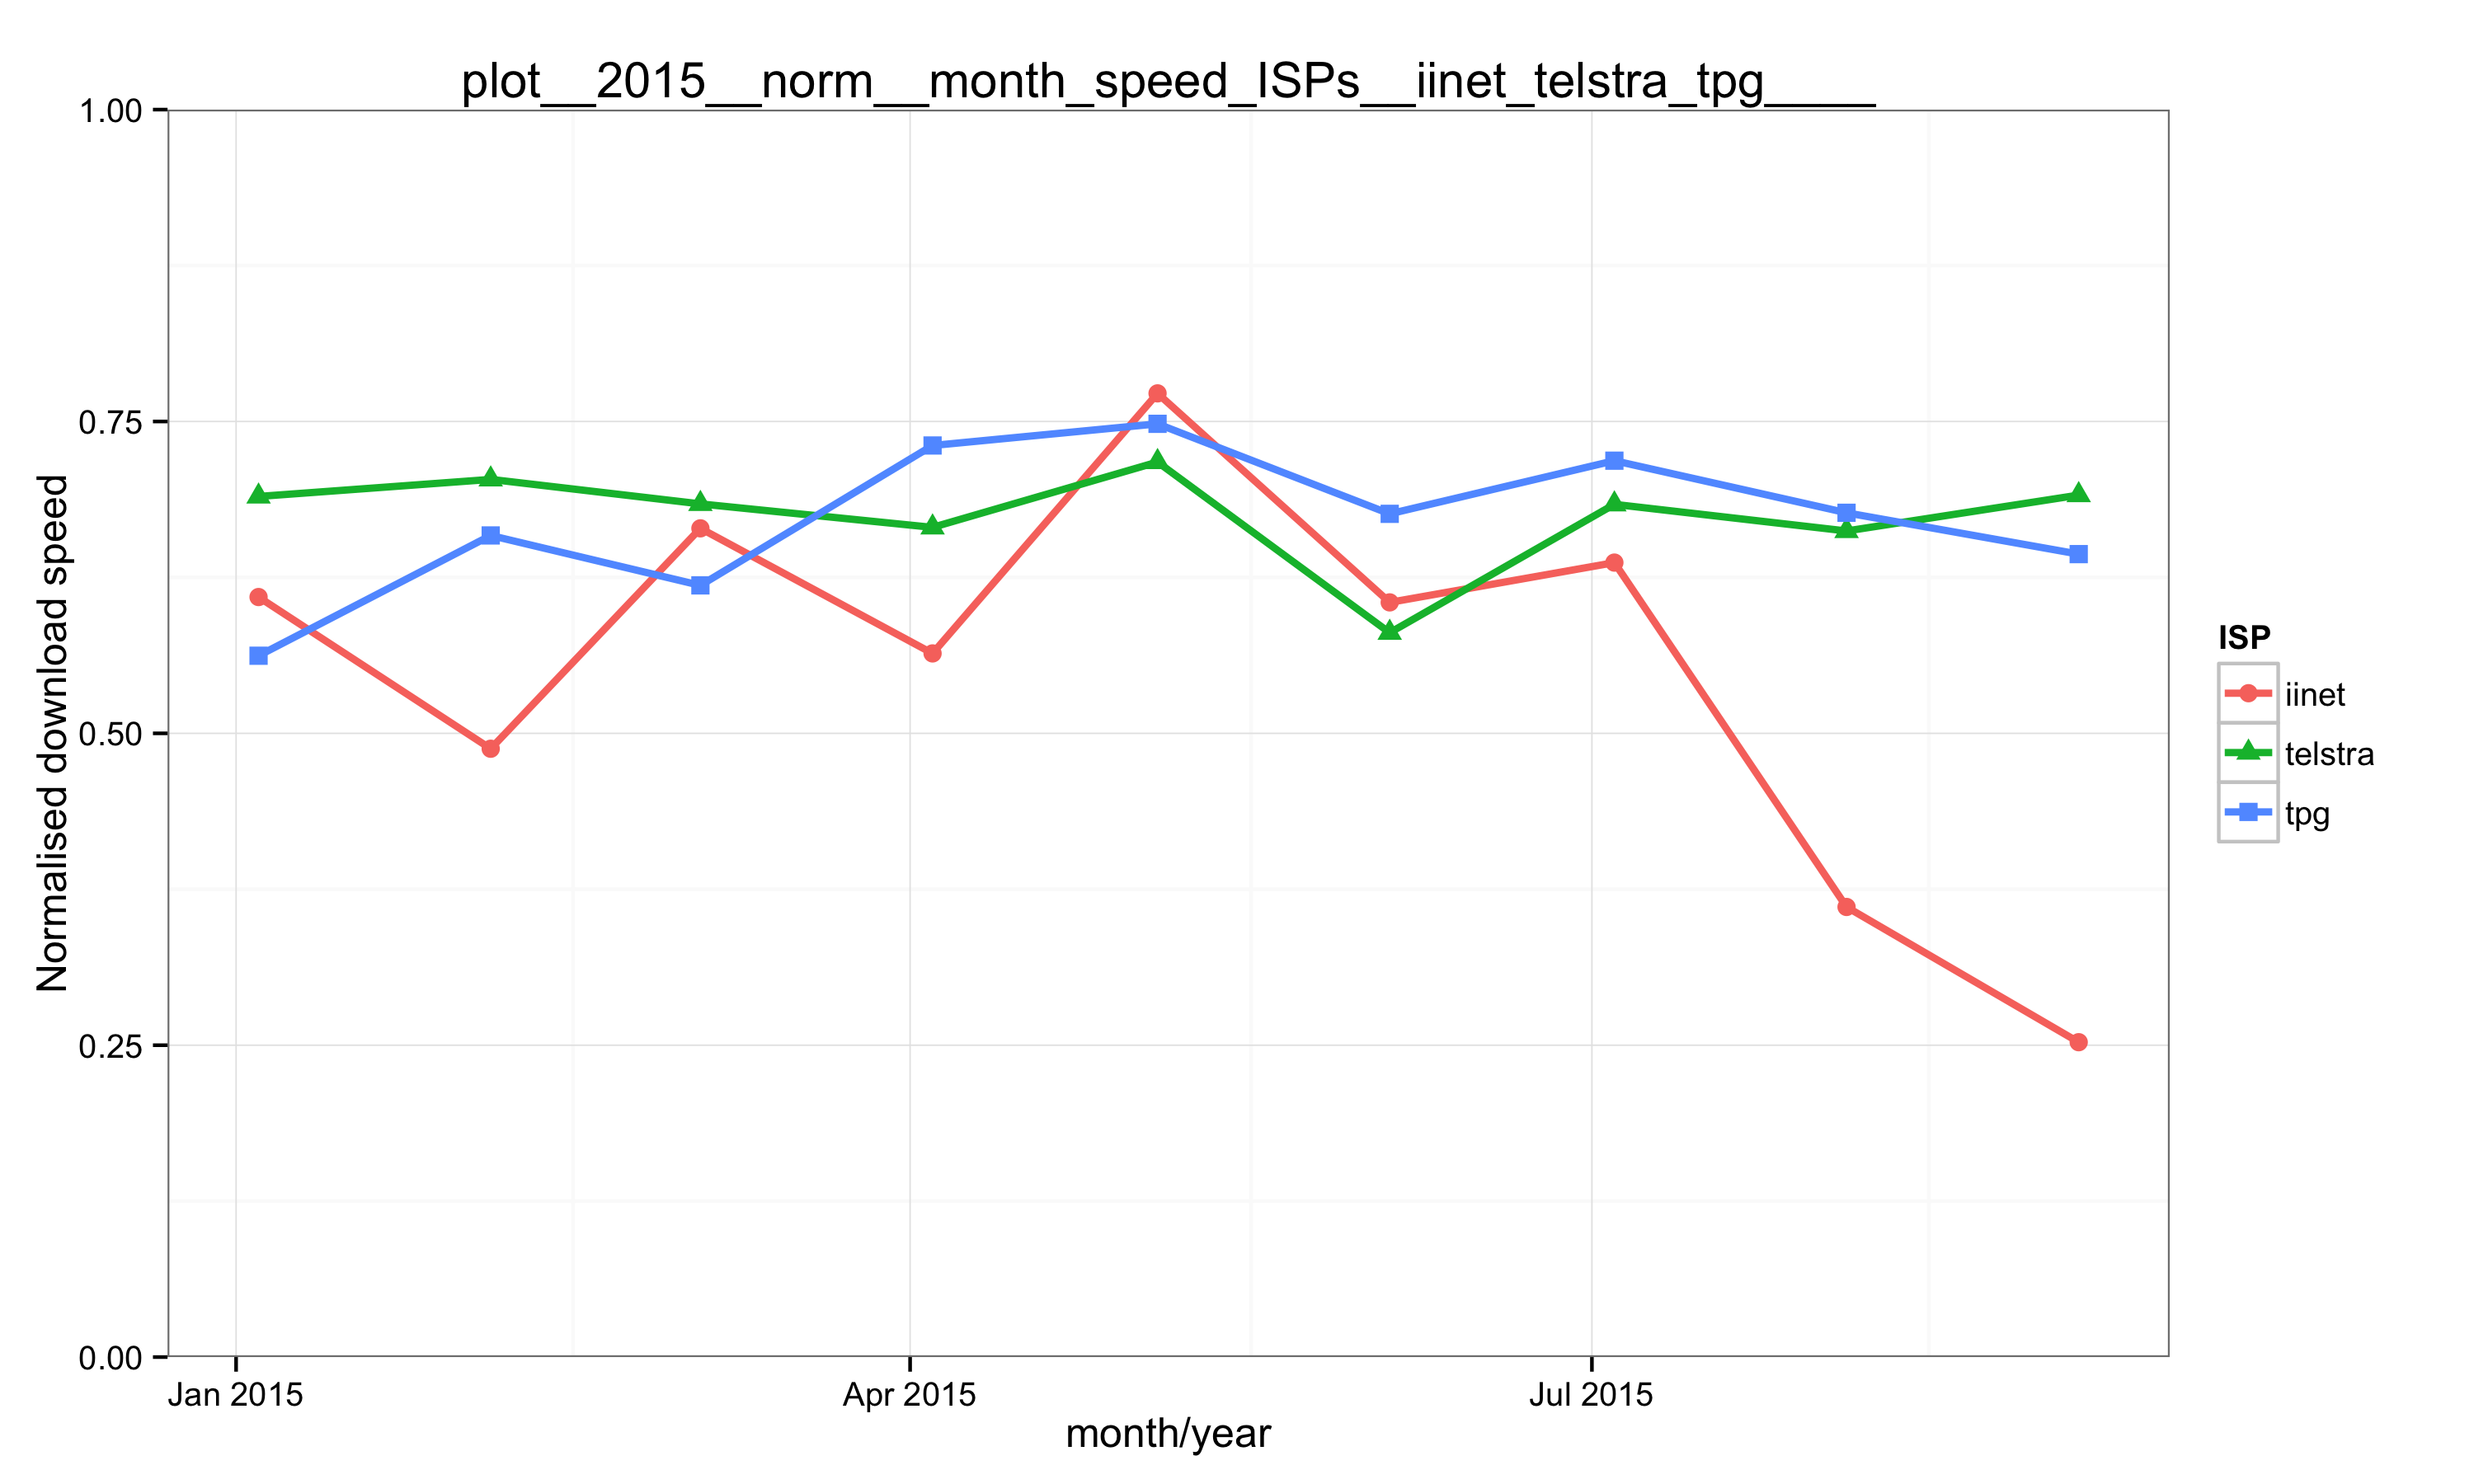 plot__2015__norm__month_speed_ISPs__iinet_telstra_tpg____
1.00
0.75
0.50
0.25
0.00
Normalised download speed
Jan 2015
Apr 2015
Jul 2015
month/year
ISP
iinet
telstra
tpg